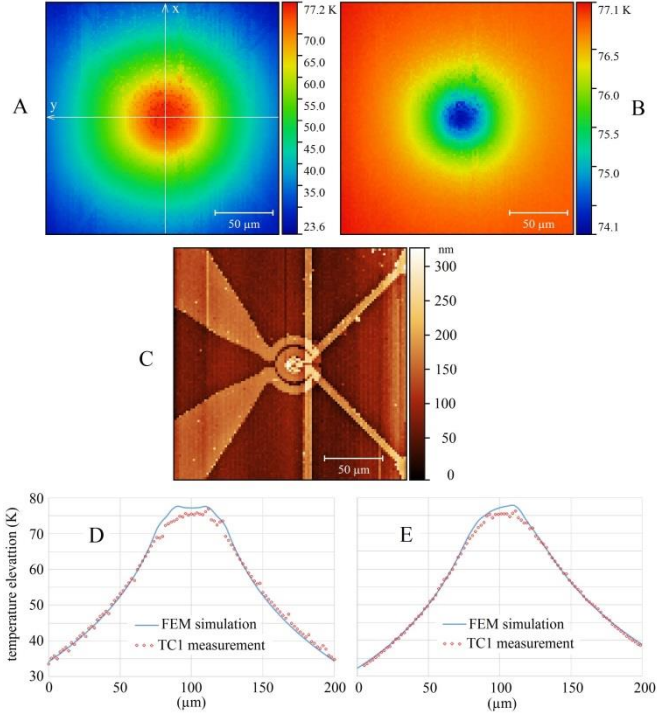 A
x
y
50 µm
77.2 K
70.0
65.0
60.0
55.0
50.0
45.0
40.0
35.0
23.6
B
50 µm
77.1 K
76.5
76.0
75.5
75.0
74.1
C
50 µm
nm
300
250
200
150
100
50
0
temperature elevattion (K)
80
70
60
50
40
30
D
FEM simulation
TC1 measurement
0 50 100 150 200
(µm)
E
FEM simulation
TC1 measurement
0 50 100 150 200
(µm)